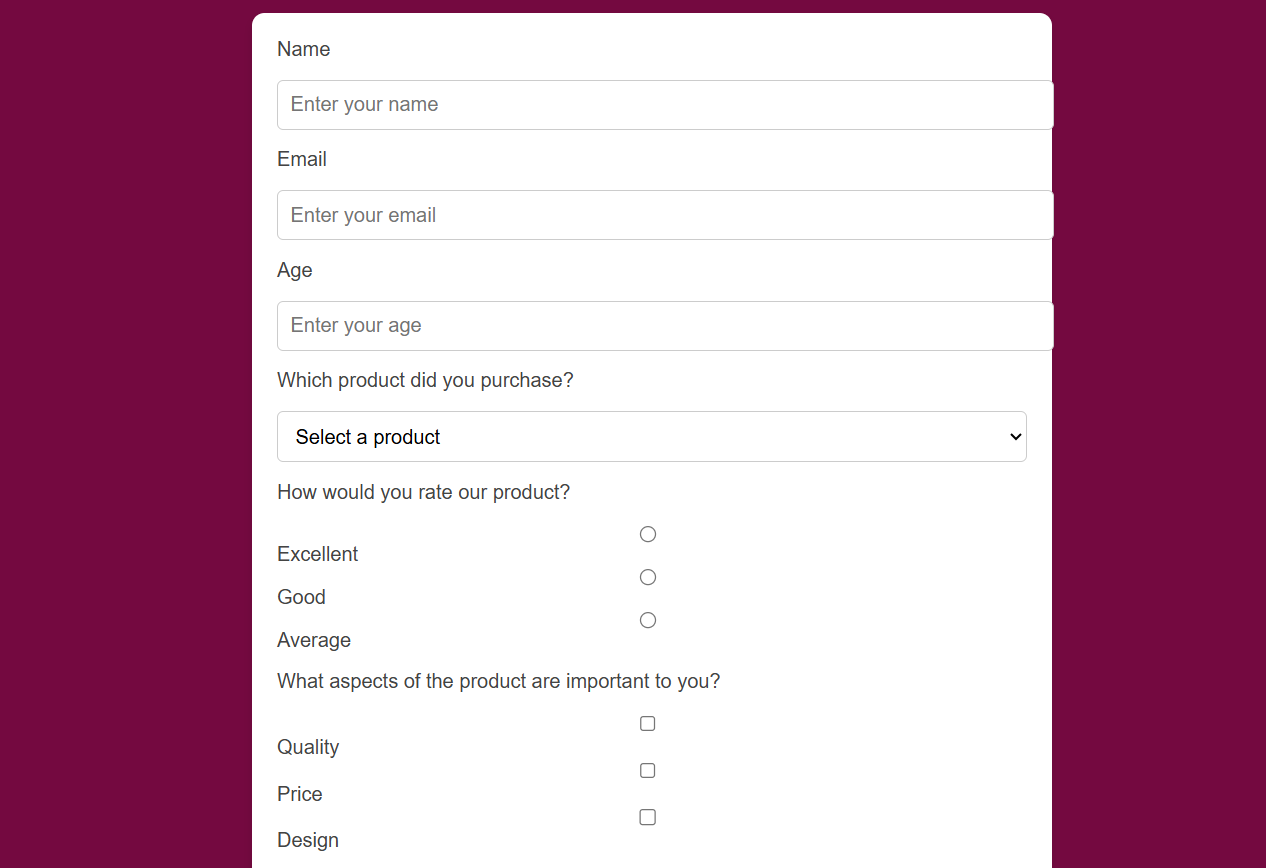 Name
Enter your name
Email
Enter your email
Age
Enter your age
Which product did you purchase?
Select a product
How would you rate our product?
Excellent
Good
Average
What aspects of the product are important to you?
Quality
Price
Design